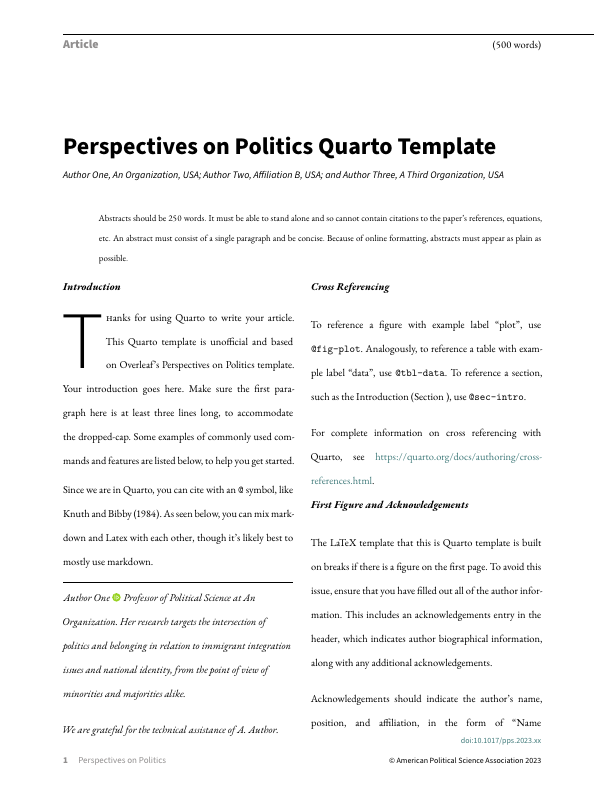 Article
(500 words)
Perspectives on Politics Quarto Template
Author One, An Organization, USA; Author Two, Affiliation B, USA; and Author Three, A Third Organization, USA
Abstracts should be 250 words. It must be able to stand alone and so cannot contain citations to the paper's references, equations,
etc. An abstract must consist of a single paragraph and be concise. Because of online formatting, abstracts must appear as plain as
possible.
Introduction
Thanks for using Quarto to write your article.
This Quarto template is unofficial and based
on Overleaf's Perspectives on Politics template.
Your introduction goes here. Make sure the first para-
graph here is at least three lines long, to accommodate
the dropped-cap. Some examples of commonly used com-
mands and features are listed below, to help you get started.
Since we are in Quarto, you can cite with an @ symbol, like
Knuth and Bibby (1984). As seen below, you can mix mark-
down and Latex with each other, though it's likely best to
mostly use markdown.
Author One iD Professor of Political Science at An
Organization. Her research targets the intersection of
politics and belonging in relation to immigrant integration
issues and national identity, from the point of view of
minorities and majorities alike.
We are grateful for the technical assistance of A. Author.
Cross Referencing
To reference a figure with example label “plot”, use
@fig-plot. Analogously, to reference a table with exam-
ple label “data”, use @tbl-data. To reference a section,
such as the Introduction (Section ), use @sec-intro.
For complete information on cross referencing with
Quarto, see https://quarto.org/docs/authoring/cross-
references.html.
First Figure and Acknowledgements
The LaTeX template that this is Quarto template is built
on breaks if there is a figure on the first page. To avoid this
issue, ensure that you have filled out all of the author infor-
mation. This includes an acknowledgements entry in the
header, which indicates author biographical information,
along with any additional acknowledgements.
Acknowledgements should indicate the author's name,
position, and affiliation, in the form of “Name
doi:10.1017/pps.2023.xx
1 Perspectives on Politics
© American Political Science Association 2023